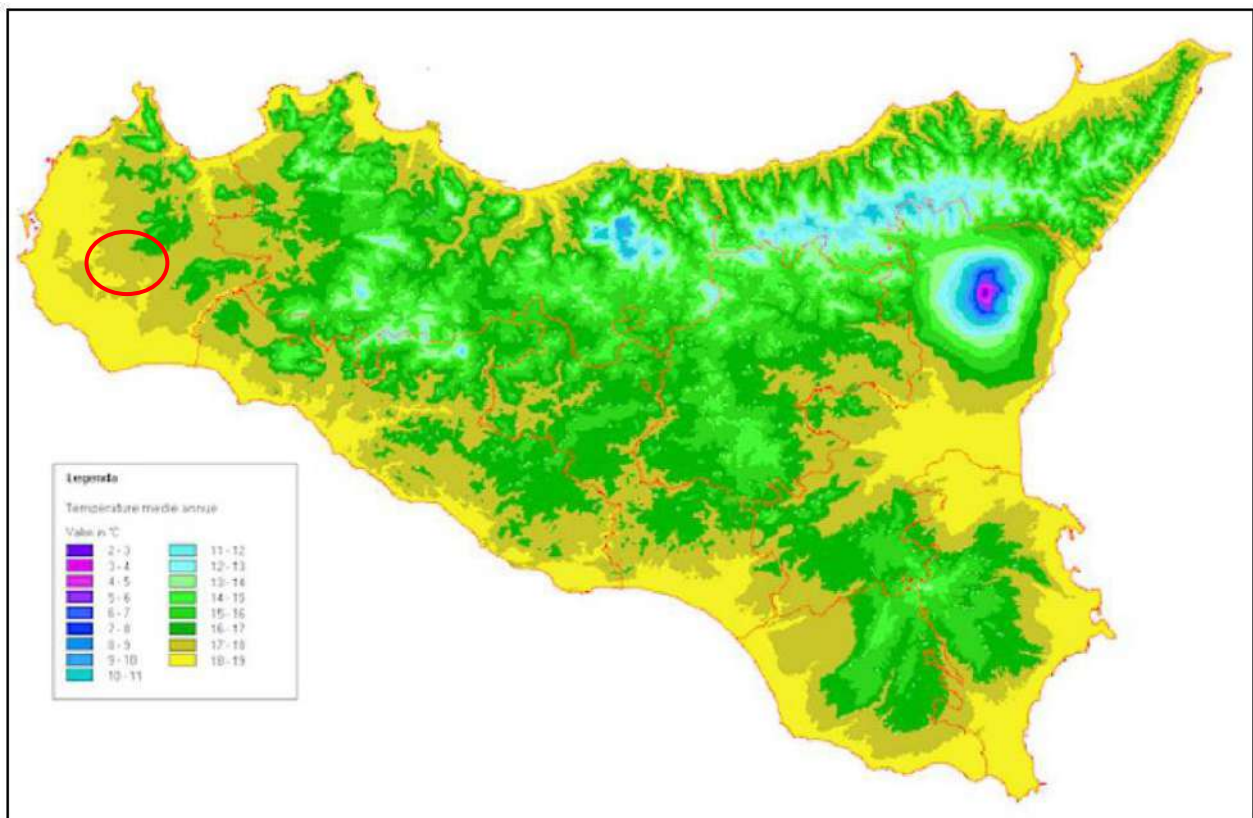 Legenda
Temperature medie annue
Valori in °C
2 - 3
3 - 4
4 - 5
5 - 6
6 - 7
7 - 8
8 - 9
9 - 10
10 - 11
11 - 12
12 - 13
13 - 14
14 - 15
15 - 16
16 - 17
17 - 18
18 - 19